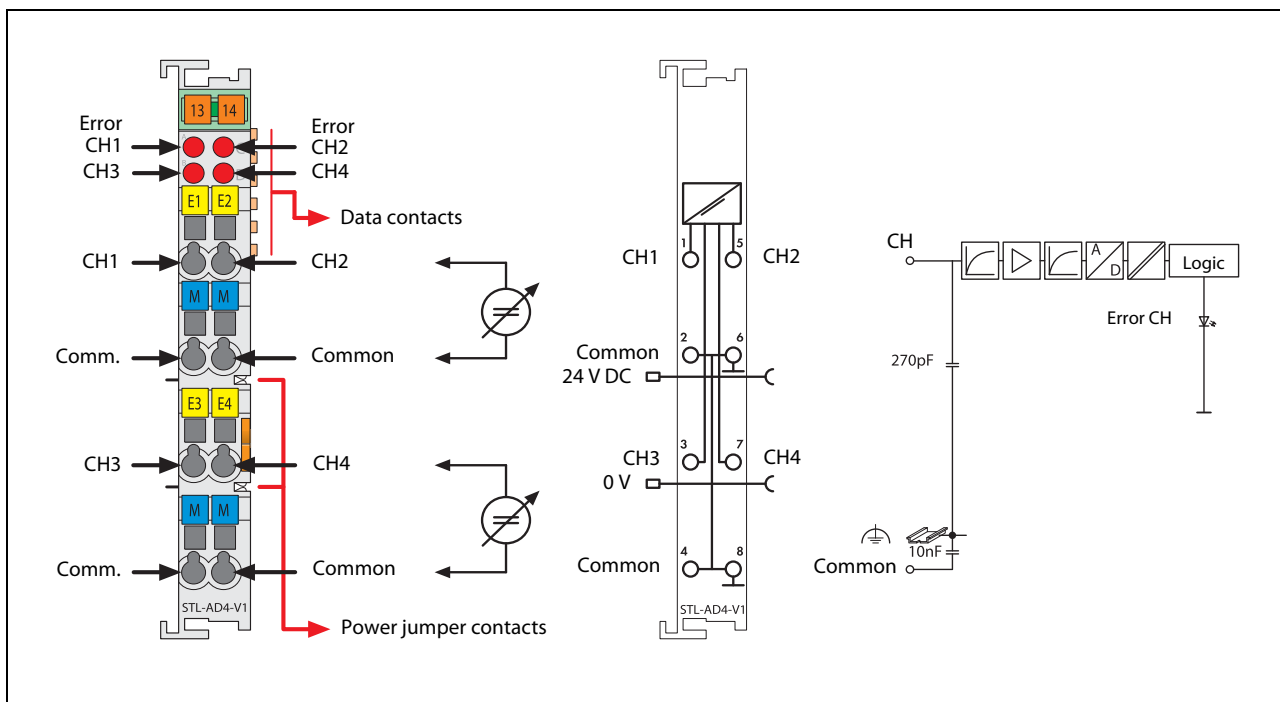 13 14
Error Error
CH1 CH2
CH3 CH4
E1 E2
Data contacts
CH1 CH2
M M
Comm. Common
E3 E4
CH3 CH4
M M
Comm. Common
STL-AD4-V1
Power jumper contacts
1 5
CH1 CH2
2 6
Common
24 V DC
3 7
CH3 CH4
0 V
4 8
Common
STL-AD4-V1
CH
A
D
Logic
Error CH
270pF
10nF
Common